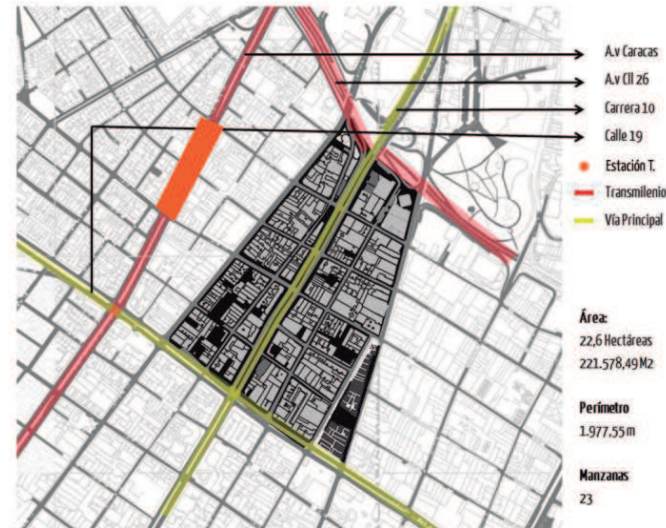 A.v Caracas
A.v Cll 26
Carrera 10
Calle 19
Estación T.
Transmilenio
Vía Principal
Área:
22,6 Hectáreas
221.578,49 M2
Perímetro
1.977,55 m
Manzanas
23